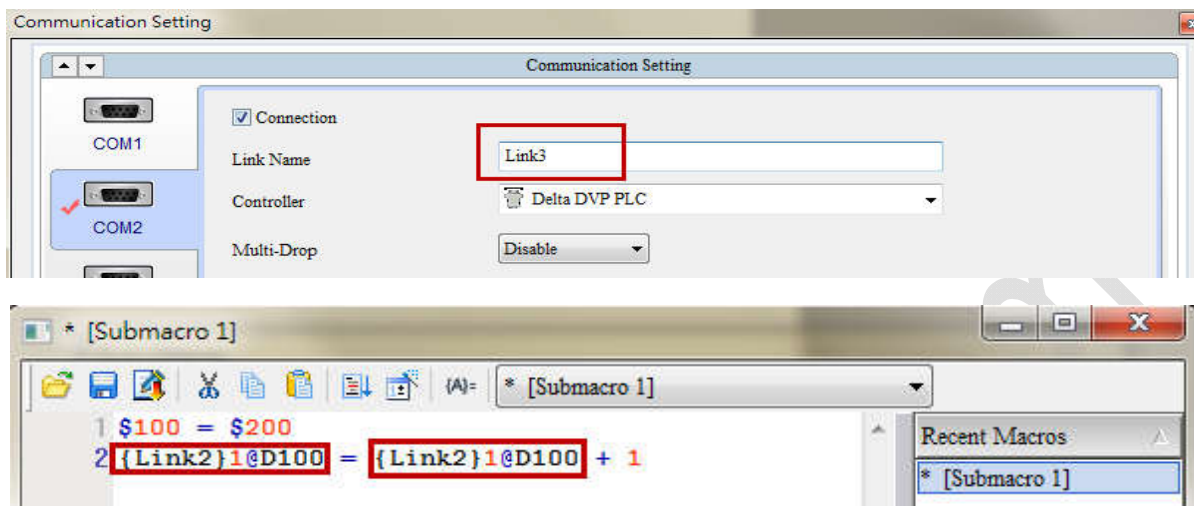 Communication Setting
Communication Setting
COM1
Connection
Link Name
Link3
Controller
Delta DVP PLC
COM2
Multi-Drop
Disable
* [Submacro 1]
{A}= * [Submacro 1]
1 $100 = $200
2 {Link2}1@D100 = {Link2}1@D100 + 1
Recent Macros
* [Submacro 1]